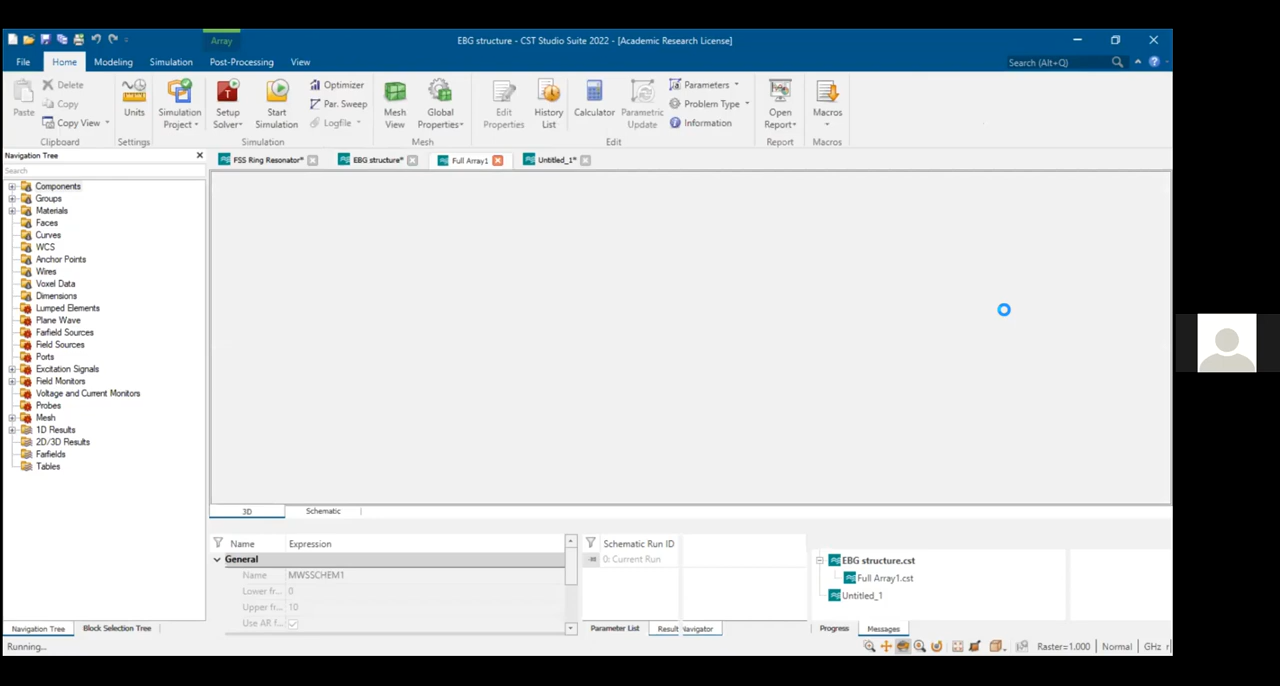 Array
EBG structure - CST Studio Suite 2022 - [Academic Research License]
File Home Modeling Simulation Post-Processing View
Search (Alt+Q)
Paste
Delete
Copy
Copy View
Clipboard
Units
Settings
Simulation Project
Setup Solver
Start Simulation
Optimizer
Par. Sweep
Logfile
Simulation
Mesh View
Global Properties
Mesh
Edit Properties
History List
Calculator
Parametric Update
Parameters
Problem Type
Information
Edit
Open Report
Report
Macros
Macros
Navigation Tree
FSS Ring Resonator*
EBG structure*
Full Array1
Untitled_1*
Search
Components
Groups
Materials
Faces
Curves
WCS
Anchor Points
Wires
Voxel Data
Dimensions
Lumped Elements
Plane Wave
Farfield Sources
Field Sources
Ports
Excitation Signals
Field Monitors
Voltage and Current Monitors
Probes
Mesh
1D Results
2D/3D Results
Farfields
Tables
3D Schematic
Name Expression
General
Name MWSSCHEM1
Lower fr... 0
Upper fr... 10
Use AR f...
Schematic Run ID
0: Current Run
EBG structure.cst
Full Array1.cst
Untitled_1
Navigation Tree Block Selection Tree
Parameter List Result Navigator
Progress Messages
Running...
Raster=1.000 Normal GHz